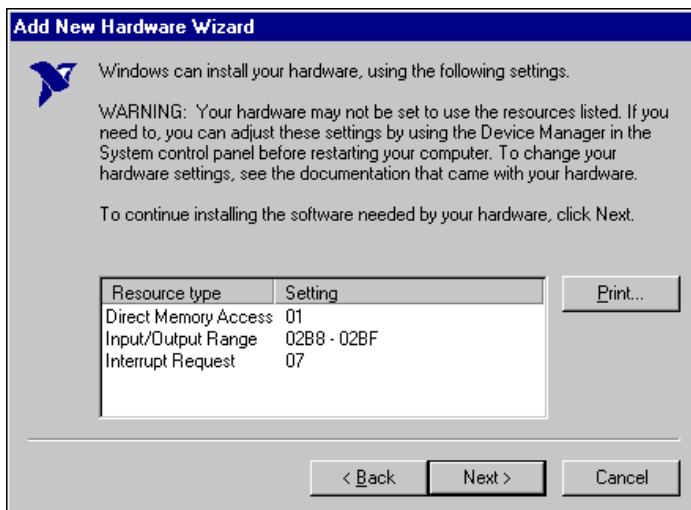 Add New Hardware Wizard
Windows can install your hardware, using the following settings.
WARNING: Your hardware may not be set to use the resources listed. If you
need to, you can adjust these settings by using the Device Manager in the
System control panel before restarting your computer. To change your
hardware settings, see the documentation that came with your hardware.
To continue installing the software needed by your hardware, click Next.
Resource type Setting
Print...
Direct Memory Access 01
Input/Output Range 02B8 - 02BF
Interrupt Request 07
< Back Next > Cancel